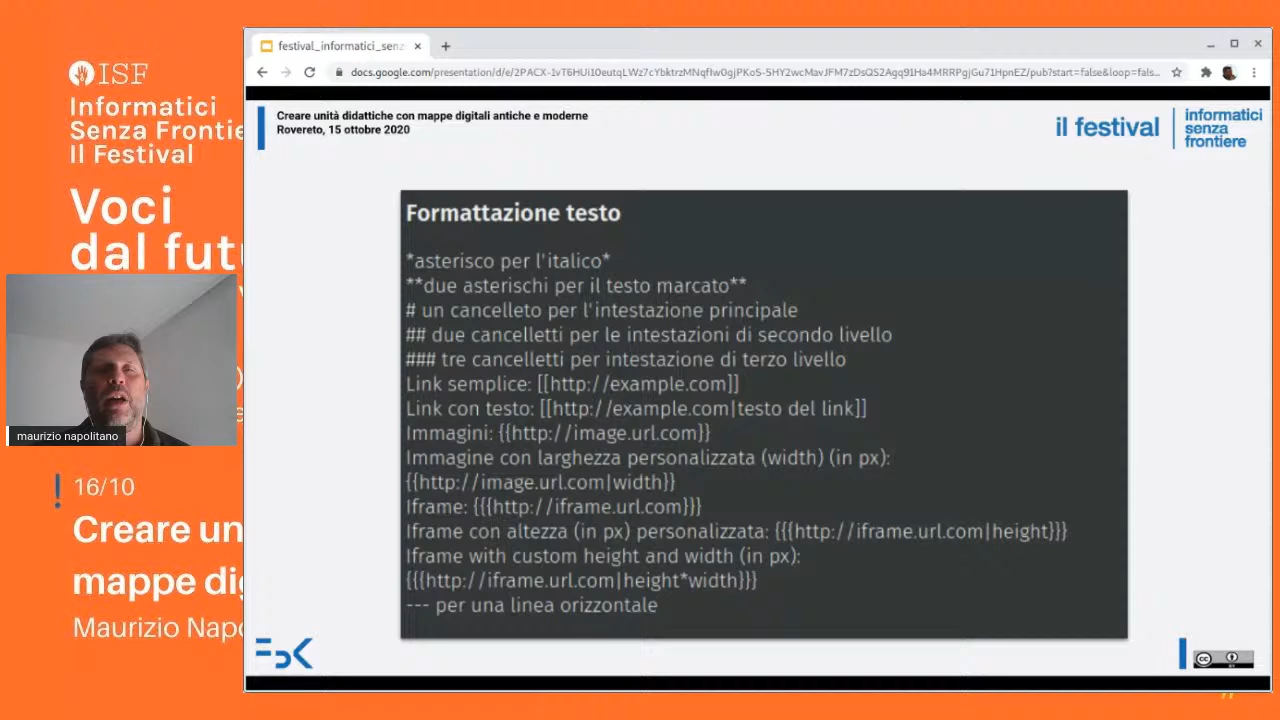 ISF
Informatici
Senza Frontie
Il Festival
Voci
dal futu
maurizio napolitano
16/10
Creare un
mappe dig
Maurizio Napo
festival_informatici_senz
docs.google.com/presentation/d/e/2PACX-1vT6HUi10eutqLWz7cYbktrzMNqfIw0gjPKo5-5HY2wcMavJFM7zDsQS2Agq91Ha4MRRPgjGu71HpnEZ/pub?start=false&loop=fals...
Creare unità didattiche con mappe digitali antiche e moderne
Rovereto, 15 ottobre 2020
il festival
informatici
senza
frontiere
Formattazione testo
*asterisco per l'italico*
**due asterischi per il testo marcato**
# un cancelleto per l'intestazione principale
## due cancelletti per le intestazioni di secondo livello
### tre cancelletti per intestazione di terzo livello
Link semplice: [[http://example.com]]
Link con testo: [[http://example.com|testo del link]]
Immagini: {{http://image.url.com}}
Immagine con larghezza personalizzata (width) (in px):
{{http://image.url.com|width}}
Iframe: {{{http://iframe.url.com}}}
Iframe con altezza (in px) personalizzata: {{{http://iframe.url.com|height}}}
Iframe with custom height and width (in px):
{{{http://iframe.url.com|height*width}}}
--- per una linea orizzontale
FBK
cc
BY